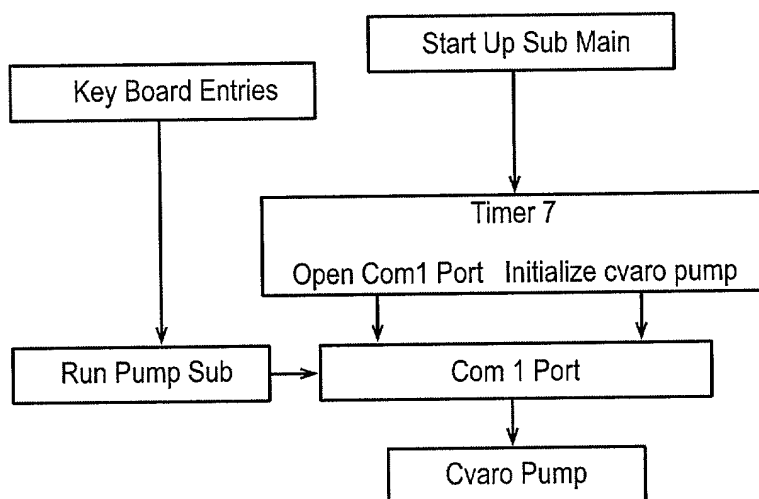 Start Up Sub Main
Key Board Entries
Timer 7
Open Com1 Port Initialize cvaro pump
Run Pump Sub
Com 1 Port
Cvaro Pump